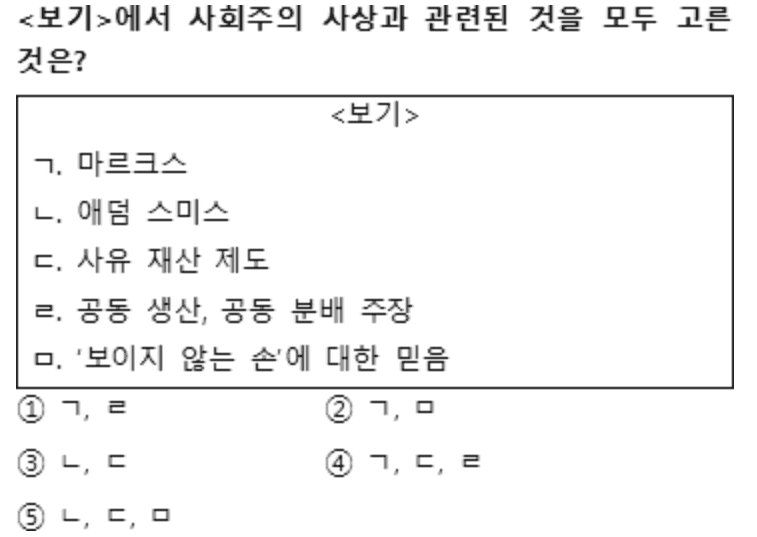 <보기>에서 사회주의 사상과 관련된 것을 모두 고른
것은?
<보기>
ㄱ. 마르크스
ㄴ. 애덤 스미스
ㄷ. 사유 재산 제도
ㄹ. 공동 생산, 공동 분배 주장
ㅁ. '보이지 않는 손'에 대한 믿음
① ㄱ, ㄹ ② ㄱ, ㅁ
③ ㄴ, ㄷ ④ ㄱ, ㄷ, ㄹ
⑤ ㄴ, ㄷ, ㅁ